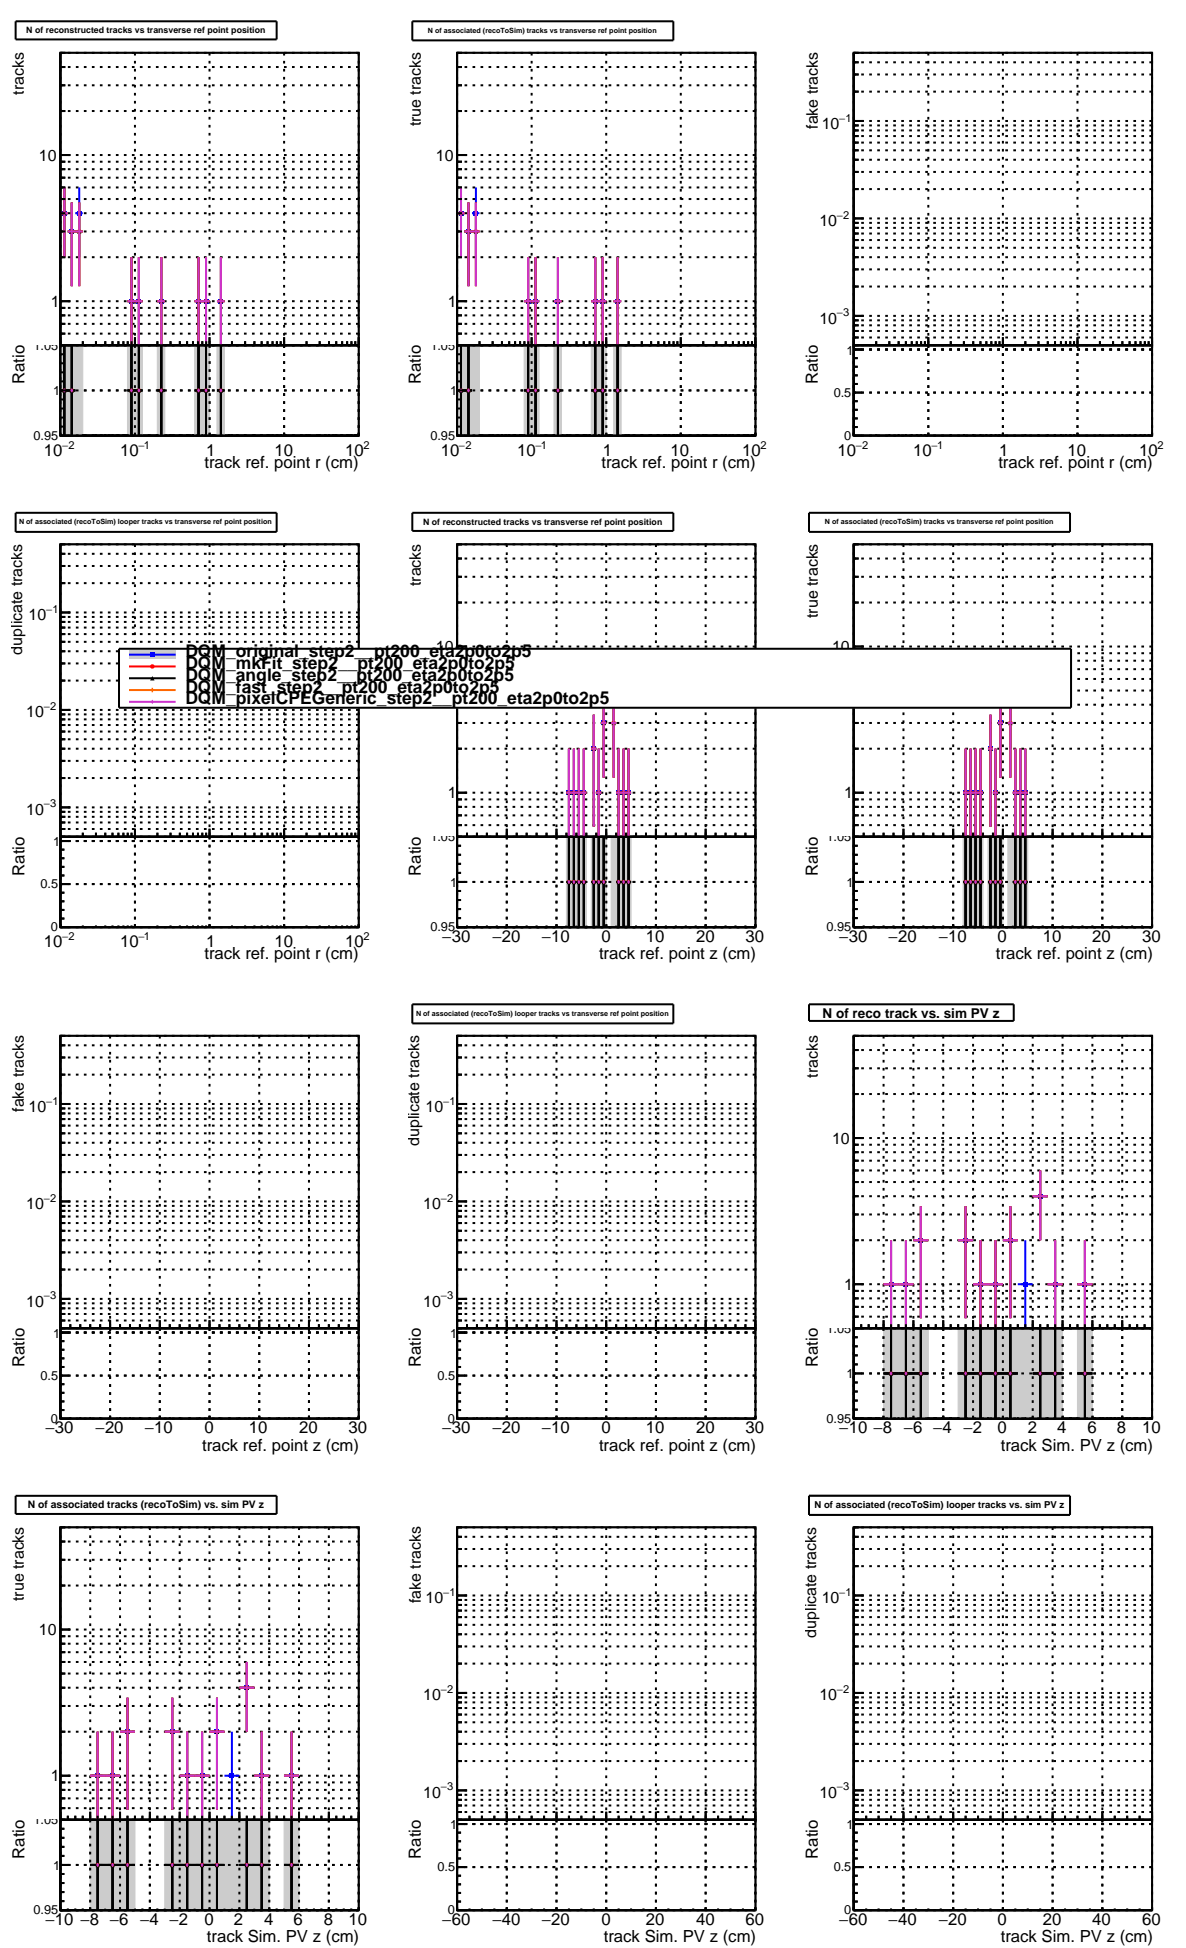 N of reconstructed tracks vs transverse ref point position
tracks
10
1
1.05
Ratio
1
0.95
10−2 10−1 1 10 102
track ref. point r (cm)
N of associated (recoToSim) tracks vs transverse ref point position
true tracks
10
1
1.05
Ratio
1
0.95
10−2 10−1 1 10 102
track ref. point r (cm)
fake tracks
10−1
10−2
10−3
Ratio
1
0.5
0
10−2 10−1 1 10 102
track ref. point r (cm)
N of associated (recoToSim) looper tracks vs transverse ref point position
duplicate tracks
10−1
10−2
10−3
Ratio
1
0.5
0
10−2 10−1 1 10 102
track ref. point r (cm)
N of reconstructed tracks vs transverse ref point position
tracks
10
1
1.05
Ratio
1
0.95
−30 −20 −10 0 10 20 30
track ref. point z (cm)
N of associated (recoToSim) tracks vs transverse ref point position
true tracks
10
1
1.05
Ratio
1
0.95
−30 −20 −10 0 10 20 30
track ref. point z (cm)
DQM_original_step2__pt200_eta2p0to2p5
DQM_mkFit_step2__pt200_eta2p0to2p5
DQM_angle_step2__pt200_eta2p0to2p5
DQM_fast_step2__pt200_eta2p0to2p5
DQM_pixelCPEGeneric_step2__pt200_eta2p0to2p5
fake tracks
10−1
10−2
10−3
Ratio
1
0.5
0
−30 −20 −10 0 10 20 30
track ref. point z (cm)
N of associated (recoToSim) looper tracks vs transverse ref point position
duplicate tracks
10−1
10−2
10−3
Ratio
1
0.5
0
−30 −20 −10 0 10 20 30
track ref. point z (cm)
N of reco track vs. sim PV z
tracks
10
1
1.05
Ratio
1
0.95
−10 −8 −6 −4 −2 0 2 4 6 8 10
track Sim. PV z (cm)
N of associated tracks (recoToSim) vs. sim PV z
true tracks
10
1
1.05
Ratio
1
0.95
−10 −8 −6 −4 −2 0 2 4 6 8 10
track Sim. PV z (cm)
fake tracks
10−1
10−2
10−3
Ratio
1
0.5
0
−60 −40 −20 0 20 40 60
track Sim. PV z (cm)
N of associated (recoToSim) looper tracks vs. sim PV z
duplicate tracks
10−1
10−2
10−3
Ratio
1
0.5
0
−60 −40 −20 0 20 40 60
track Sim. PV z (cm)